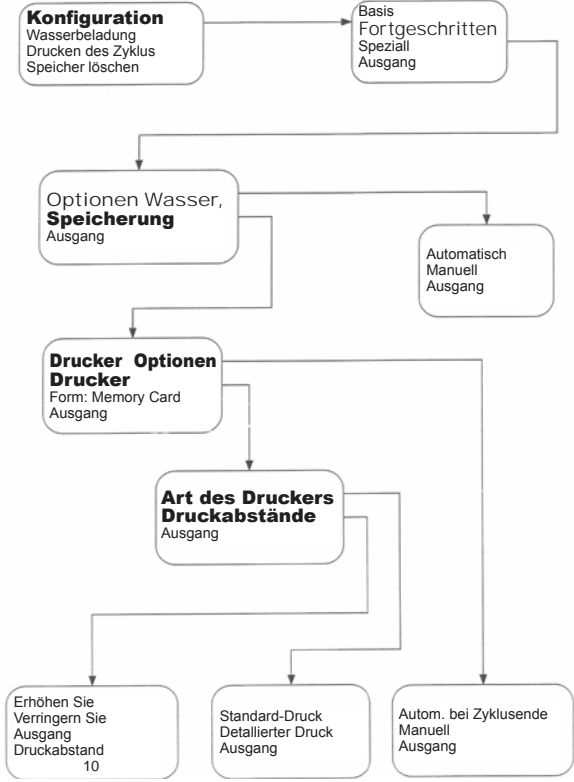 Konfiguration
Wasserbeladung
Drucken des Zyklus
Speicher löschen
Basis
Fortgeschritten
Speziall
Ausgang
Optionen Wasser,
Speicherung
Ausgang
Automatisch
Manuell
Ausgang
Drucker Optionen
Drucker
Form: Memory Card
Ausgang
Art des Druckers
Druckabstände
Ausgang
Erhöhen Sie
Verringern Sie
Ausgang
Druckabstand
10
Standard-Druck
Detallierter Druck
Ausgang
Autom. bei Zyklusende
Manuell
Ausgang